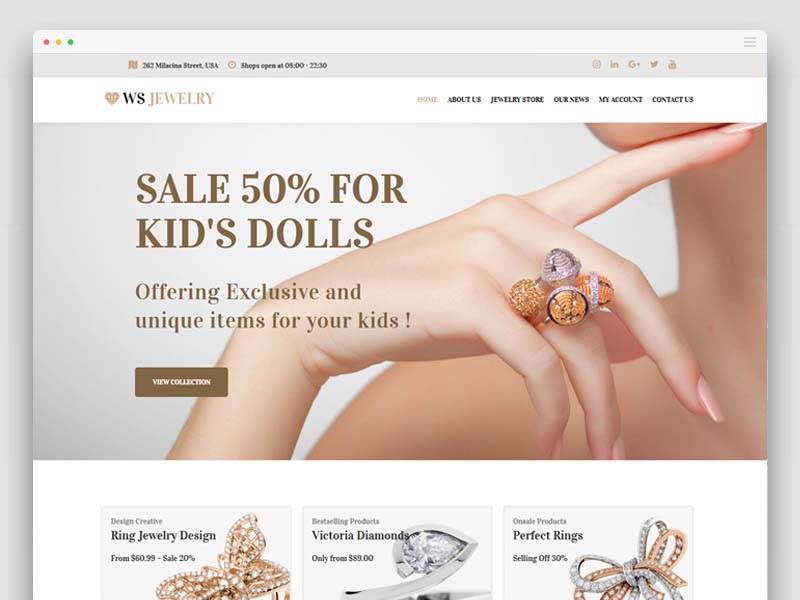 262 Milacina Street, USA
Shops open at 08:00 - 22:30
WS JEWELRY
HOME ABOUT US JEWELRY STORE OUR NEWS MY ACCOUNT CONTACT US
SALE 50% FOR
KID'S DOLLS
Offering Exclusive and
unique items for your kids !
VIEW COLLECTION
Design Creative
Ring Jewelry Design
From $60.99 - Sale 20%
Bestselling Products
Victoria Diamonds
Only from $89.00
Onsale Products
Perfect Rings
Selling Off 30%